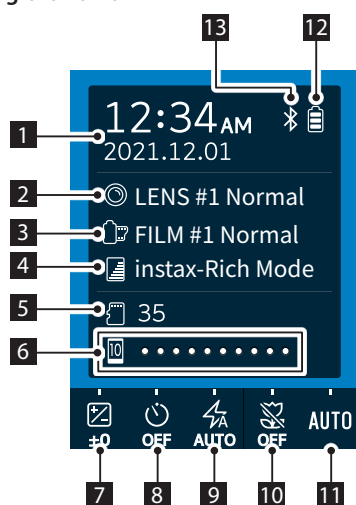 13 12
1 12:34AM
2021.12.01
2 LENS #1 Normal
3 FILM #1 Normal
4 instax-Rich Mode
5 35
6 10
AUTO
±0 OFF AUTO OFF
7 8 9 10 11